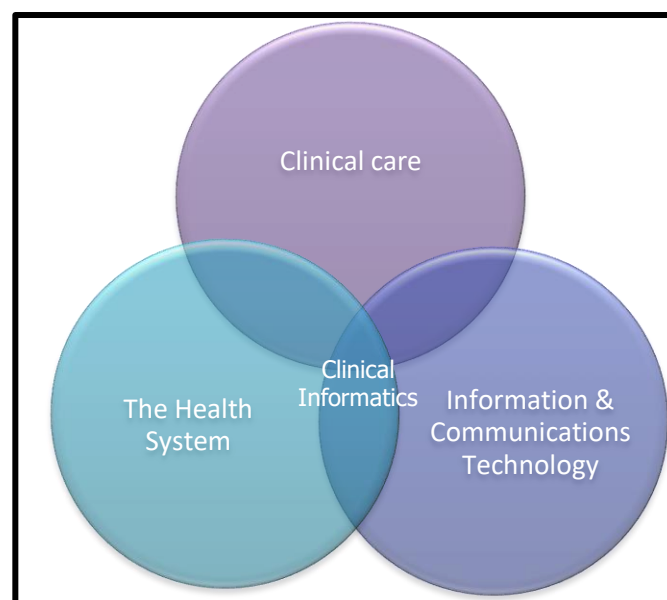 Clinical care
Clinical
Informatics
The Health
System
Information &
Communications
Technology